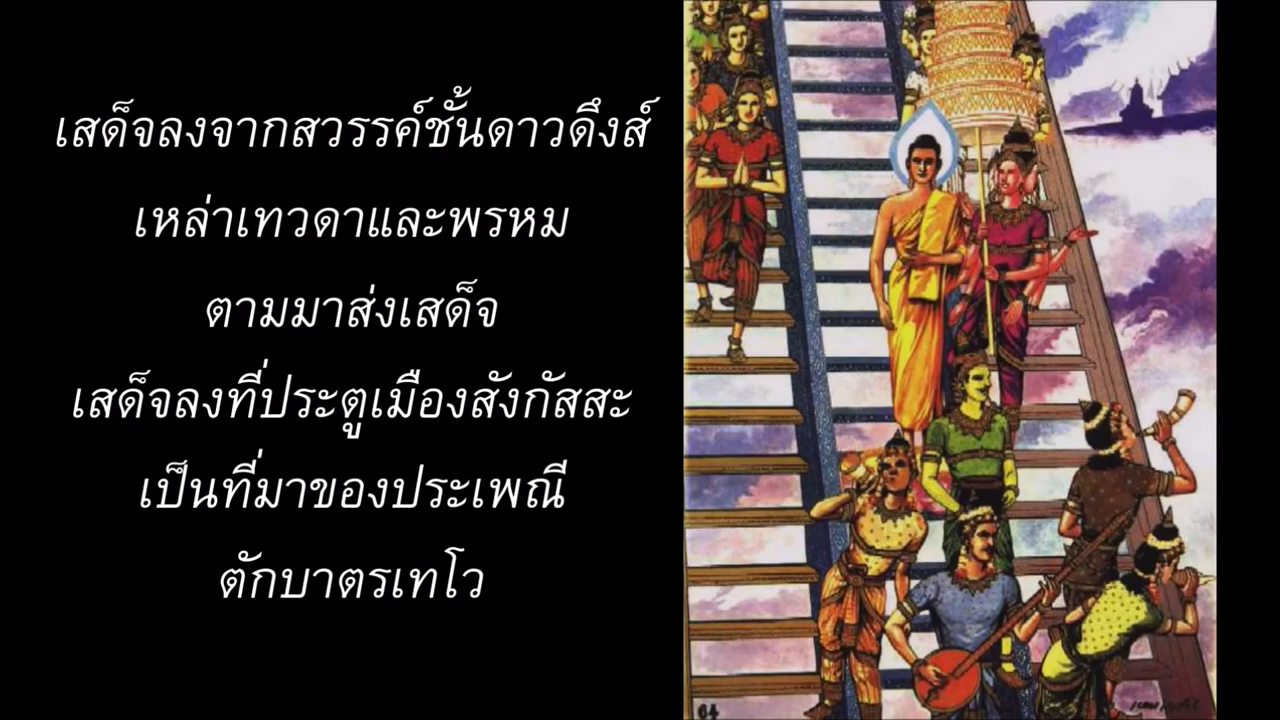 เสด็จลงจากสวรรค์ชั้นดาวดึงส์
เหล่าเทวดาและพรหม
ตามมาส่งเสด็จ
เสด็จลงที่ประตูเมืองสังกัสสะ
เป็นที่มาของประเพณี
ตักบาตรเทโว
64